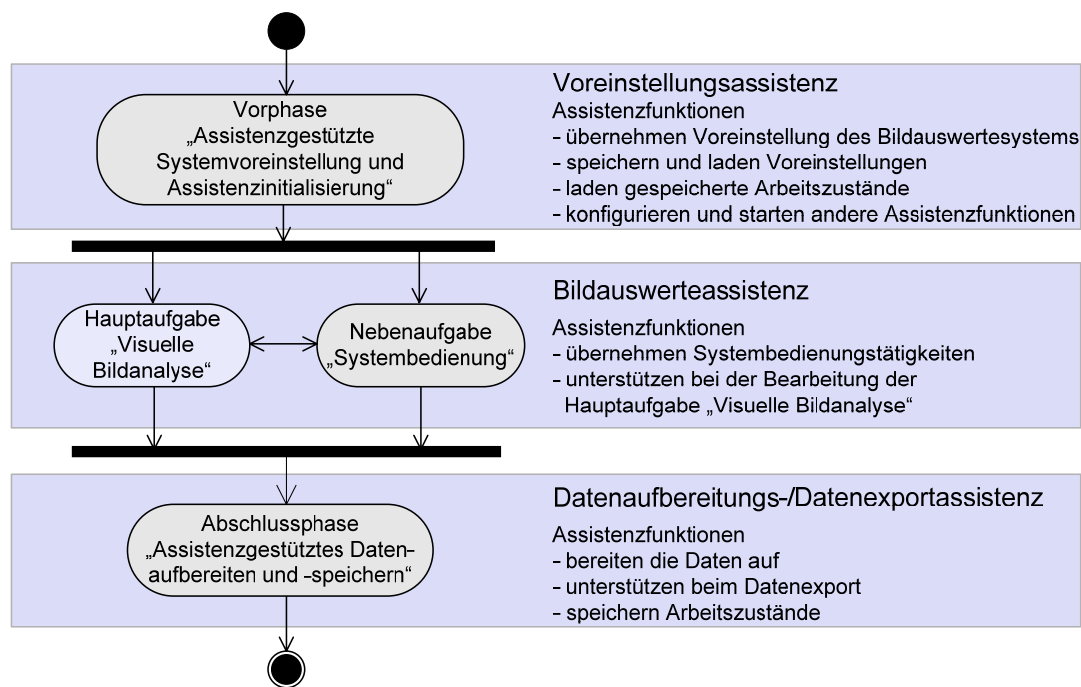 Vorphase
„Assistenzgestützte
Systemvoreinstellung und
Assistenzinitialisierung“
Voreinstellungsassistenz
Assistenzfunktionen
- übernehmen Voreinstellung des Bildauswertesystems
- speichern und laden Voreinstellungen
- laden gespeicherte Arbeitszustände
- konfigurieren und starten andere Assistenzfunktionen
Hauptaufgabe
„Visuelle
Bildanalyse“
Nebenaufgabe
„Systembedienung“
Bildauswerteassistenz
Assistenzfunktionen
- übernehmen Systembedienungstätigkeiten
- unterstützen bei der Bearbeitung der
Hauptaufgabe „Visuelle Bildanalyse“
Abschlussphase
„Assistenzgestütztes Daten-
aufbereiten und -speichern“
Datenaufbereitungs-/Datenexportassistenz
Assistenzfunktionen
- bereiten die Daten auf
- unterstützen beim Datenexport
- speichern Arbeitszustände